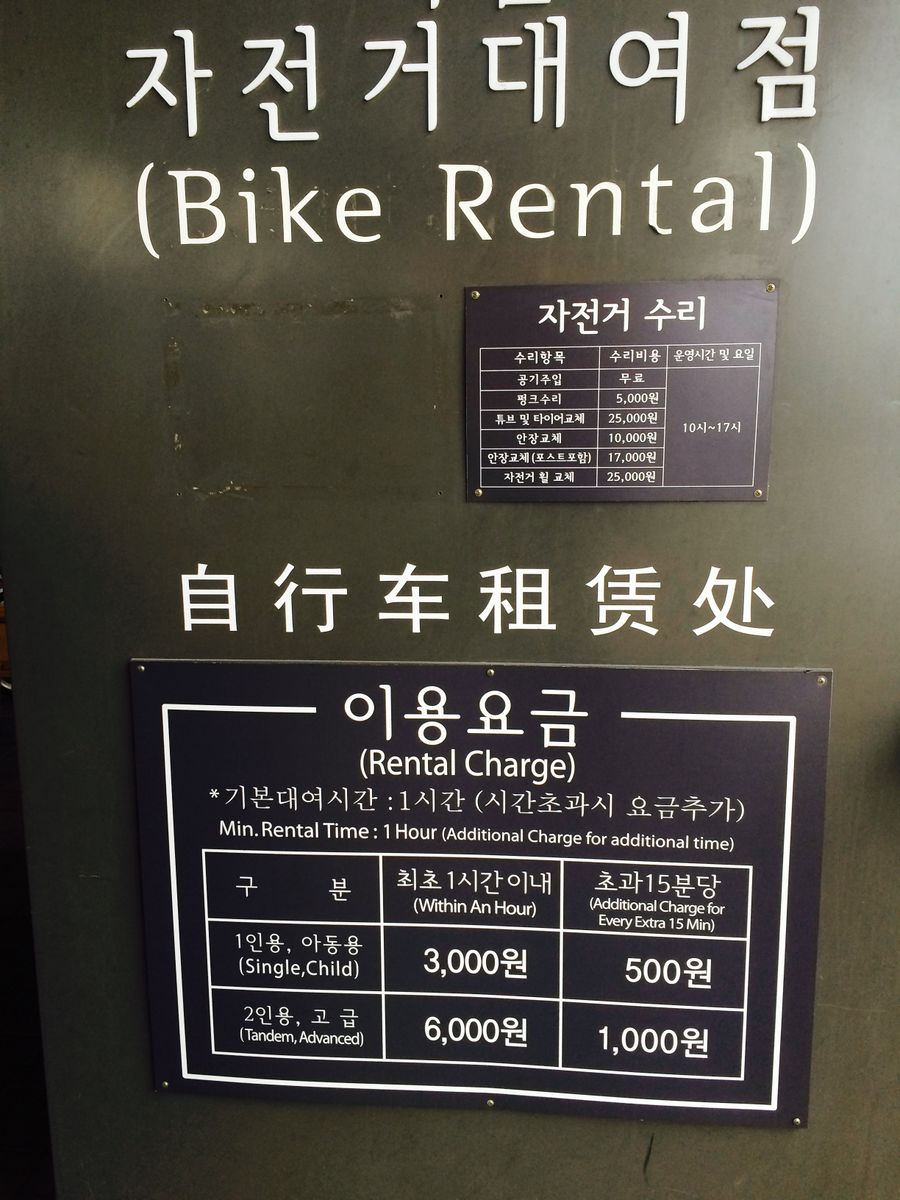 자전거대여점
(Bike Rental)
자전거 수리
수리항목 수리비용 운영시간 및 요일
공기주입 무료
펑크수리 5,000원
튜브 및 타이어교체 25,000원
10시~17시
안장교체 10,000원
안장교체(포스트포함) 17,000원
자전거 휠 교체 25,000원
自行车租赁处
이용요금
(Rental Charge)
*기본대여시간 : 1시간 (시간초과시 요금추가)
Min. Rental Time : 1 Hour (Additional Charge for additional time)
구 분 최초 1시간 이내 초과15분당
(Within An Hour) (Additional Charge for
Every Extra 15 Min)
1인용, 아동용
(Single,Child) 3,000원 500원
2인용, 고 급
(Tandem, Advanced) 6,000원 1,000원